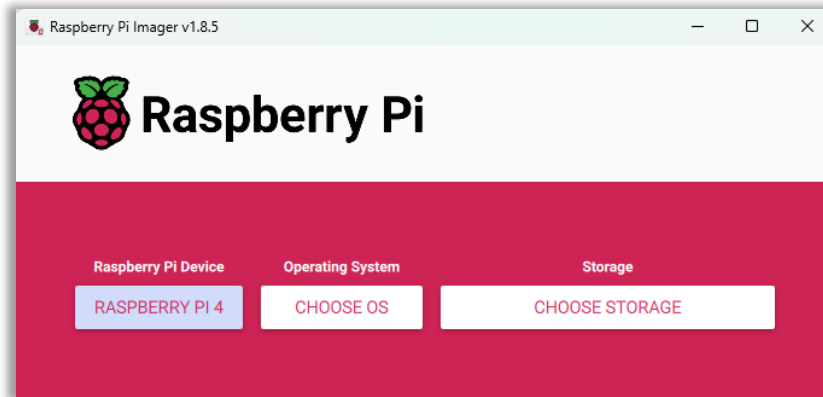 Raspberry Pi Imager v1.8.5
Raspberry Pi
Raspberry Pi Device Operating System Storage
RASPBERRY PI 4 CHOOSE OS CHOOSE STORAGE